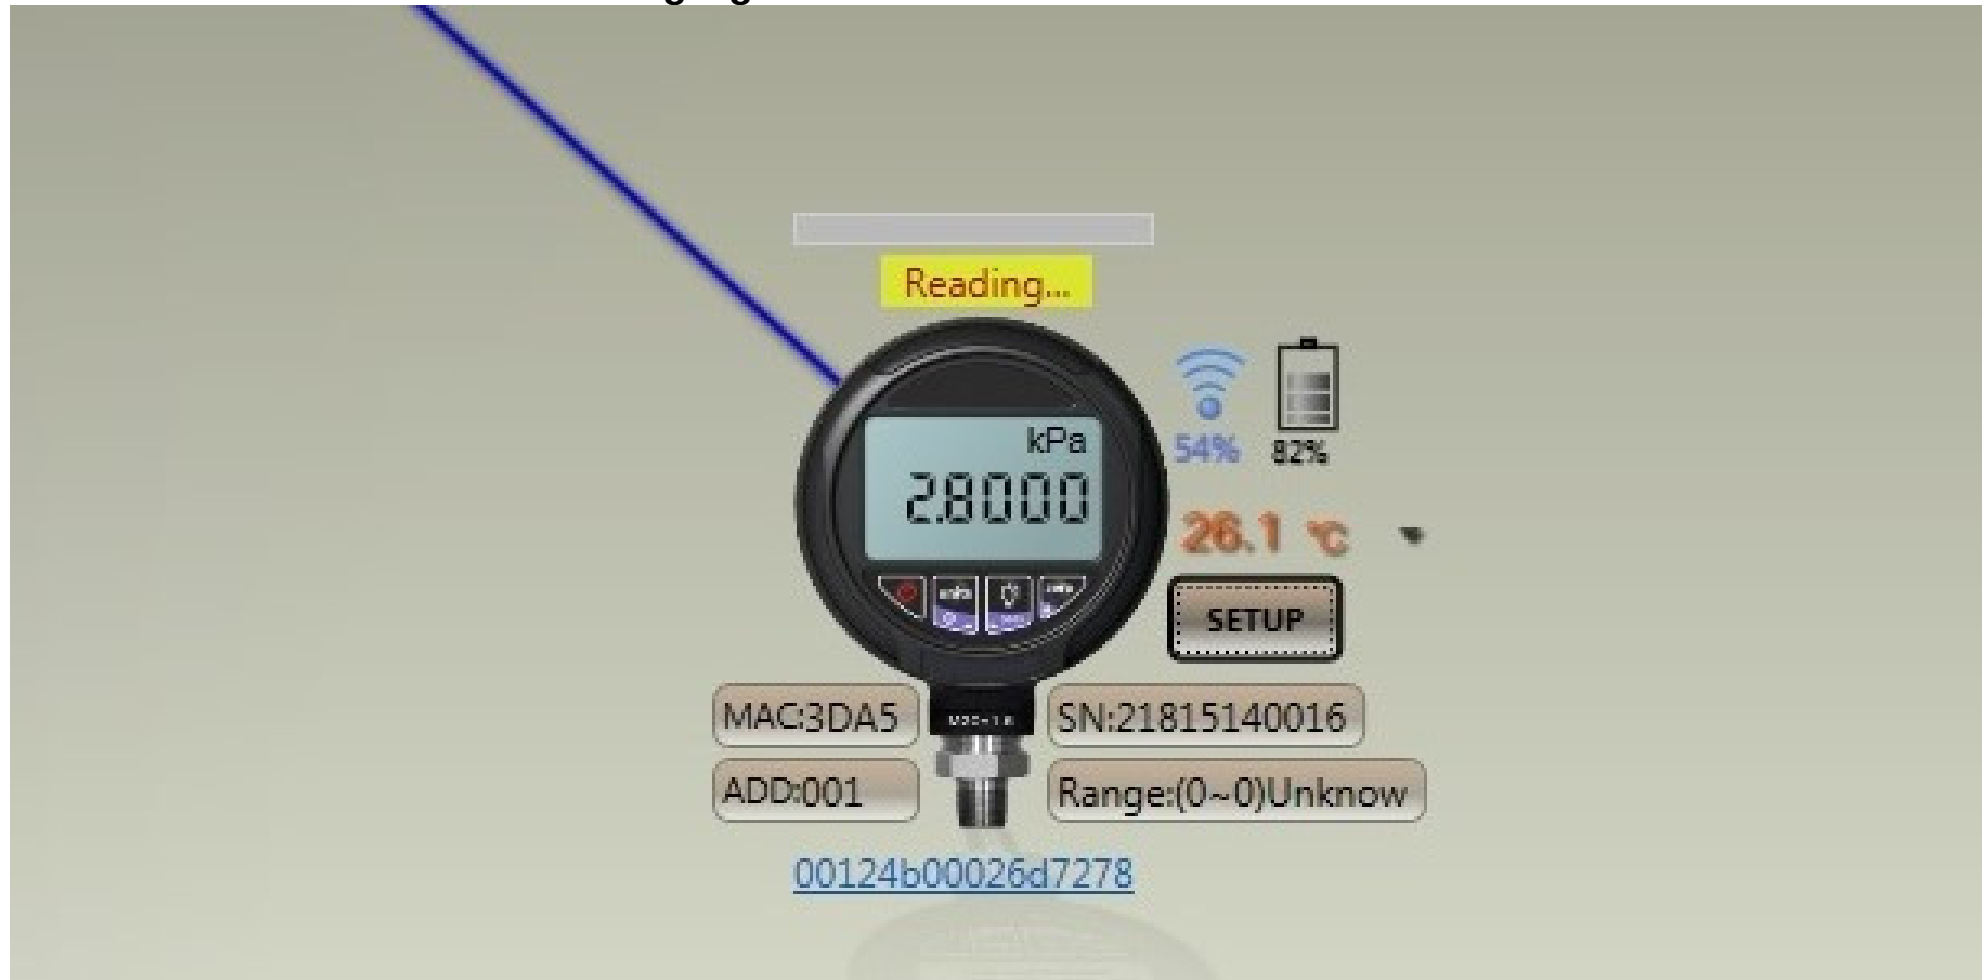 Reading...
kPa
2.8000
54%
82%
26.1 ℃
units
SETUP
MAC:3DA5
SN:21815140016
ADD:001
Range:(0~0)Unknow
00124b00026d7278